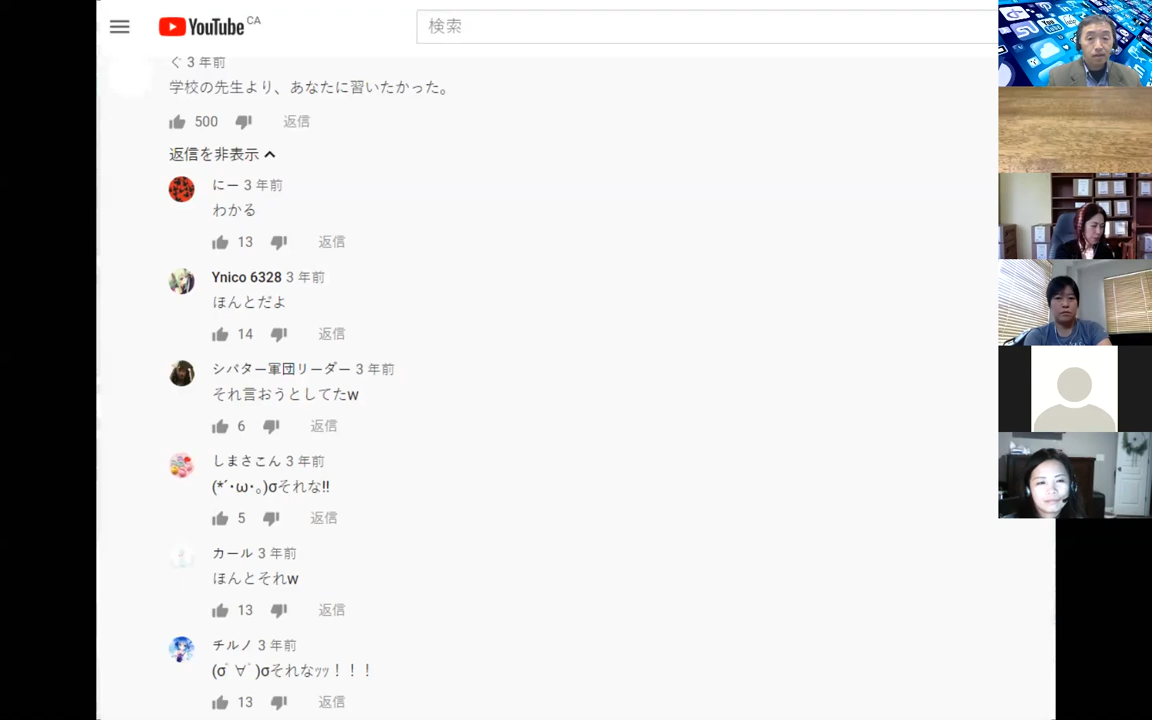 YouTube CA
検索
ぐ 3 年前
学校の先生より、あなたに習いたかった。
500 返信
返信を非表示
にー 3 年前
わかる
13 返信
Ynico 6328 3 年前
ほんとだよ
14 返信
シバター軍団リーダー 3 年前
それ言おうとしてたw
6 返信
しまさこん 3 年前
(*´･ω･｡)σそれな!!
5 返信
カール 3 年前
ほんとそれw
13 返信
チルノ 3 年前
(σﾟ∀ﾟ)σそれなｯｯ！！！
13 返信